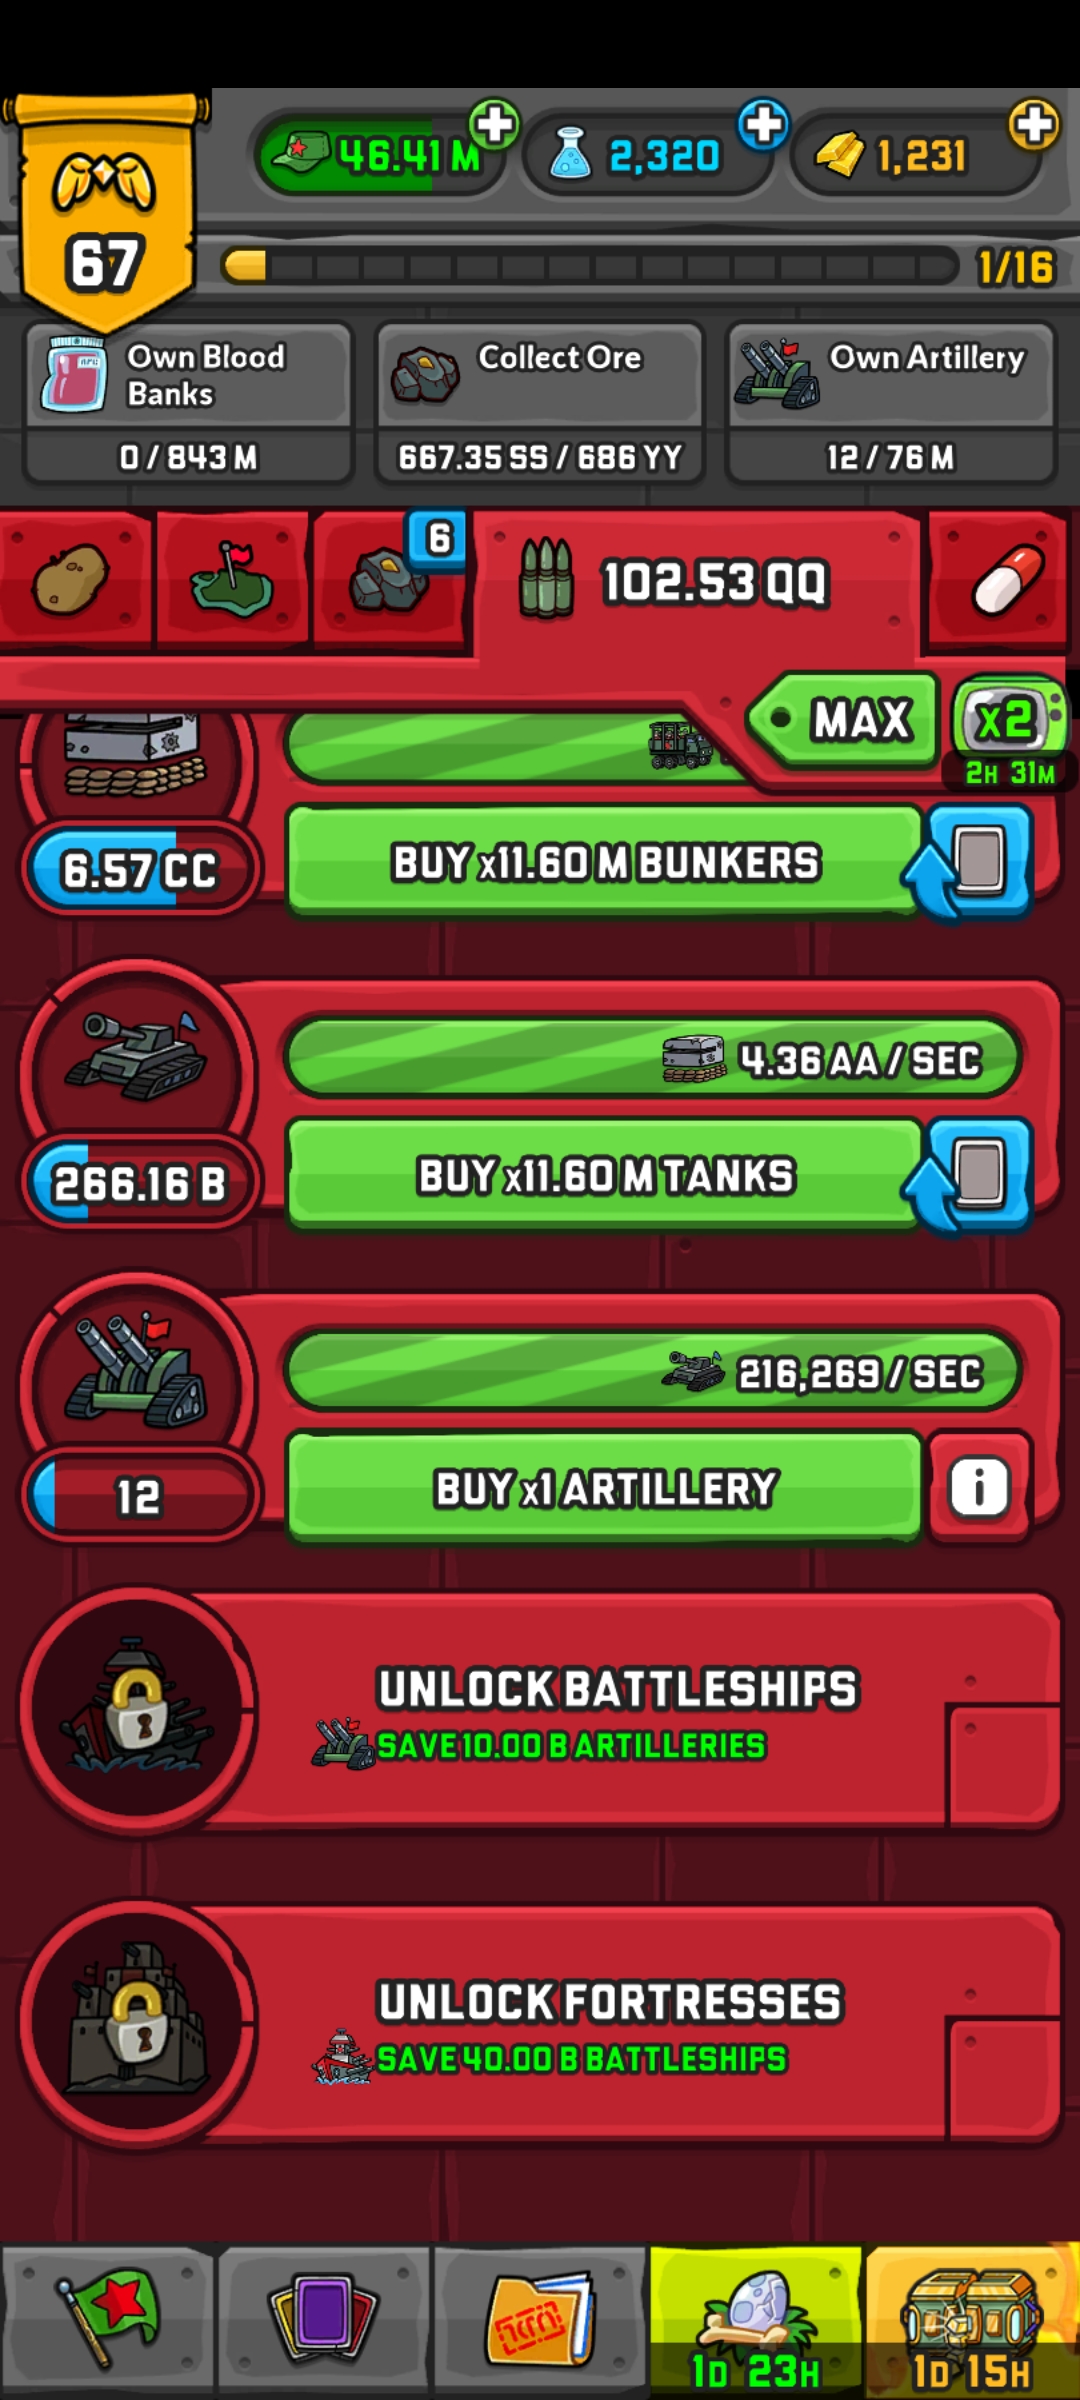 46.41 M
2,320
1,231
67
1/16
Own Blood
Banks
0 / 843 M
Collect Ore
667.35 SS / 686 YY
Own Artillery
12 / 76 M
6
102.53 QQ
MAX
x2
2H 31M
6.57 CC
BUY x11.60 M BUNKERS
4.36 AA / SEC
266.16 B
BUY x11.60 M TANKS
216,269 / SEC
12
BUY x1 ARTILLERY
i
UNLOCK BATTLESHIPS
SAVE 10.00 B ARTILLERIES
UNLOCK FORTRESSES
SAVE 40.00 B BATTLESHIPS
1D 23H
1D 15H